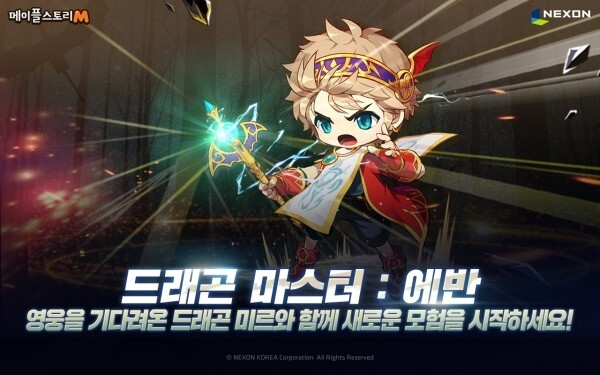 메이플스토리M
NEXON
드래곤 마스터 : 에반
영웅을 기다려온 드래곤 미르와 함께 새로운 모험을 시작하세요!
© NEXON KOREA Corporation. All Rights Reserved